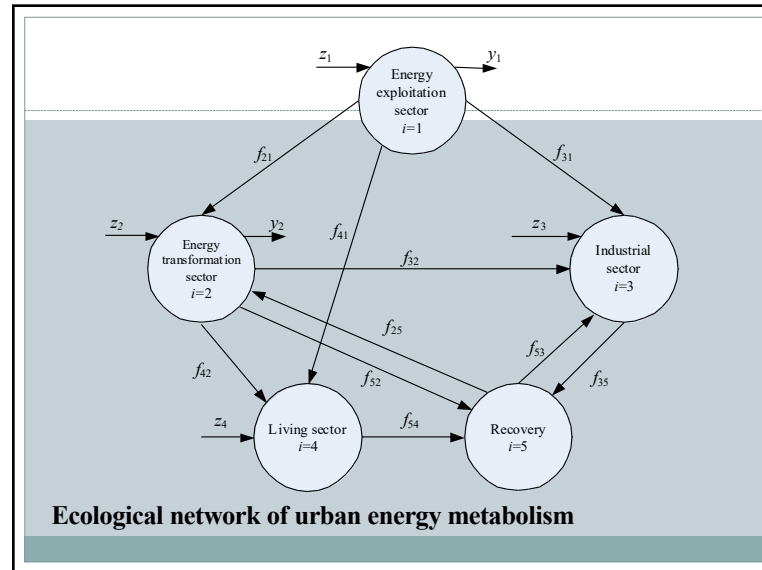 z1
y1
Energy
exploitation
sector
i=1
f21
f31
z2
y2
f41
z3
Energy
transformation
sector
i=2
f32
Industrial
sector
i=3
f25
f53
f42
f52
f35
z4
Living sector
i=4
f54
Recovery
i=5
Ecological network of urban energy metabolism